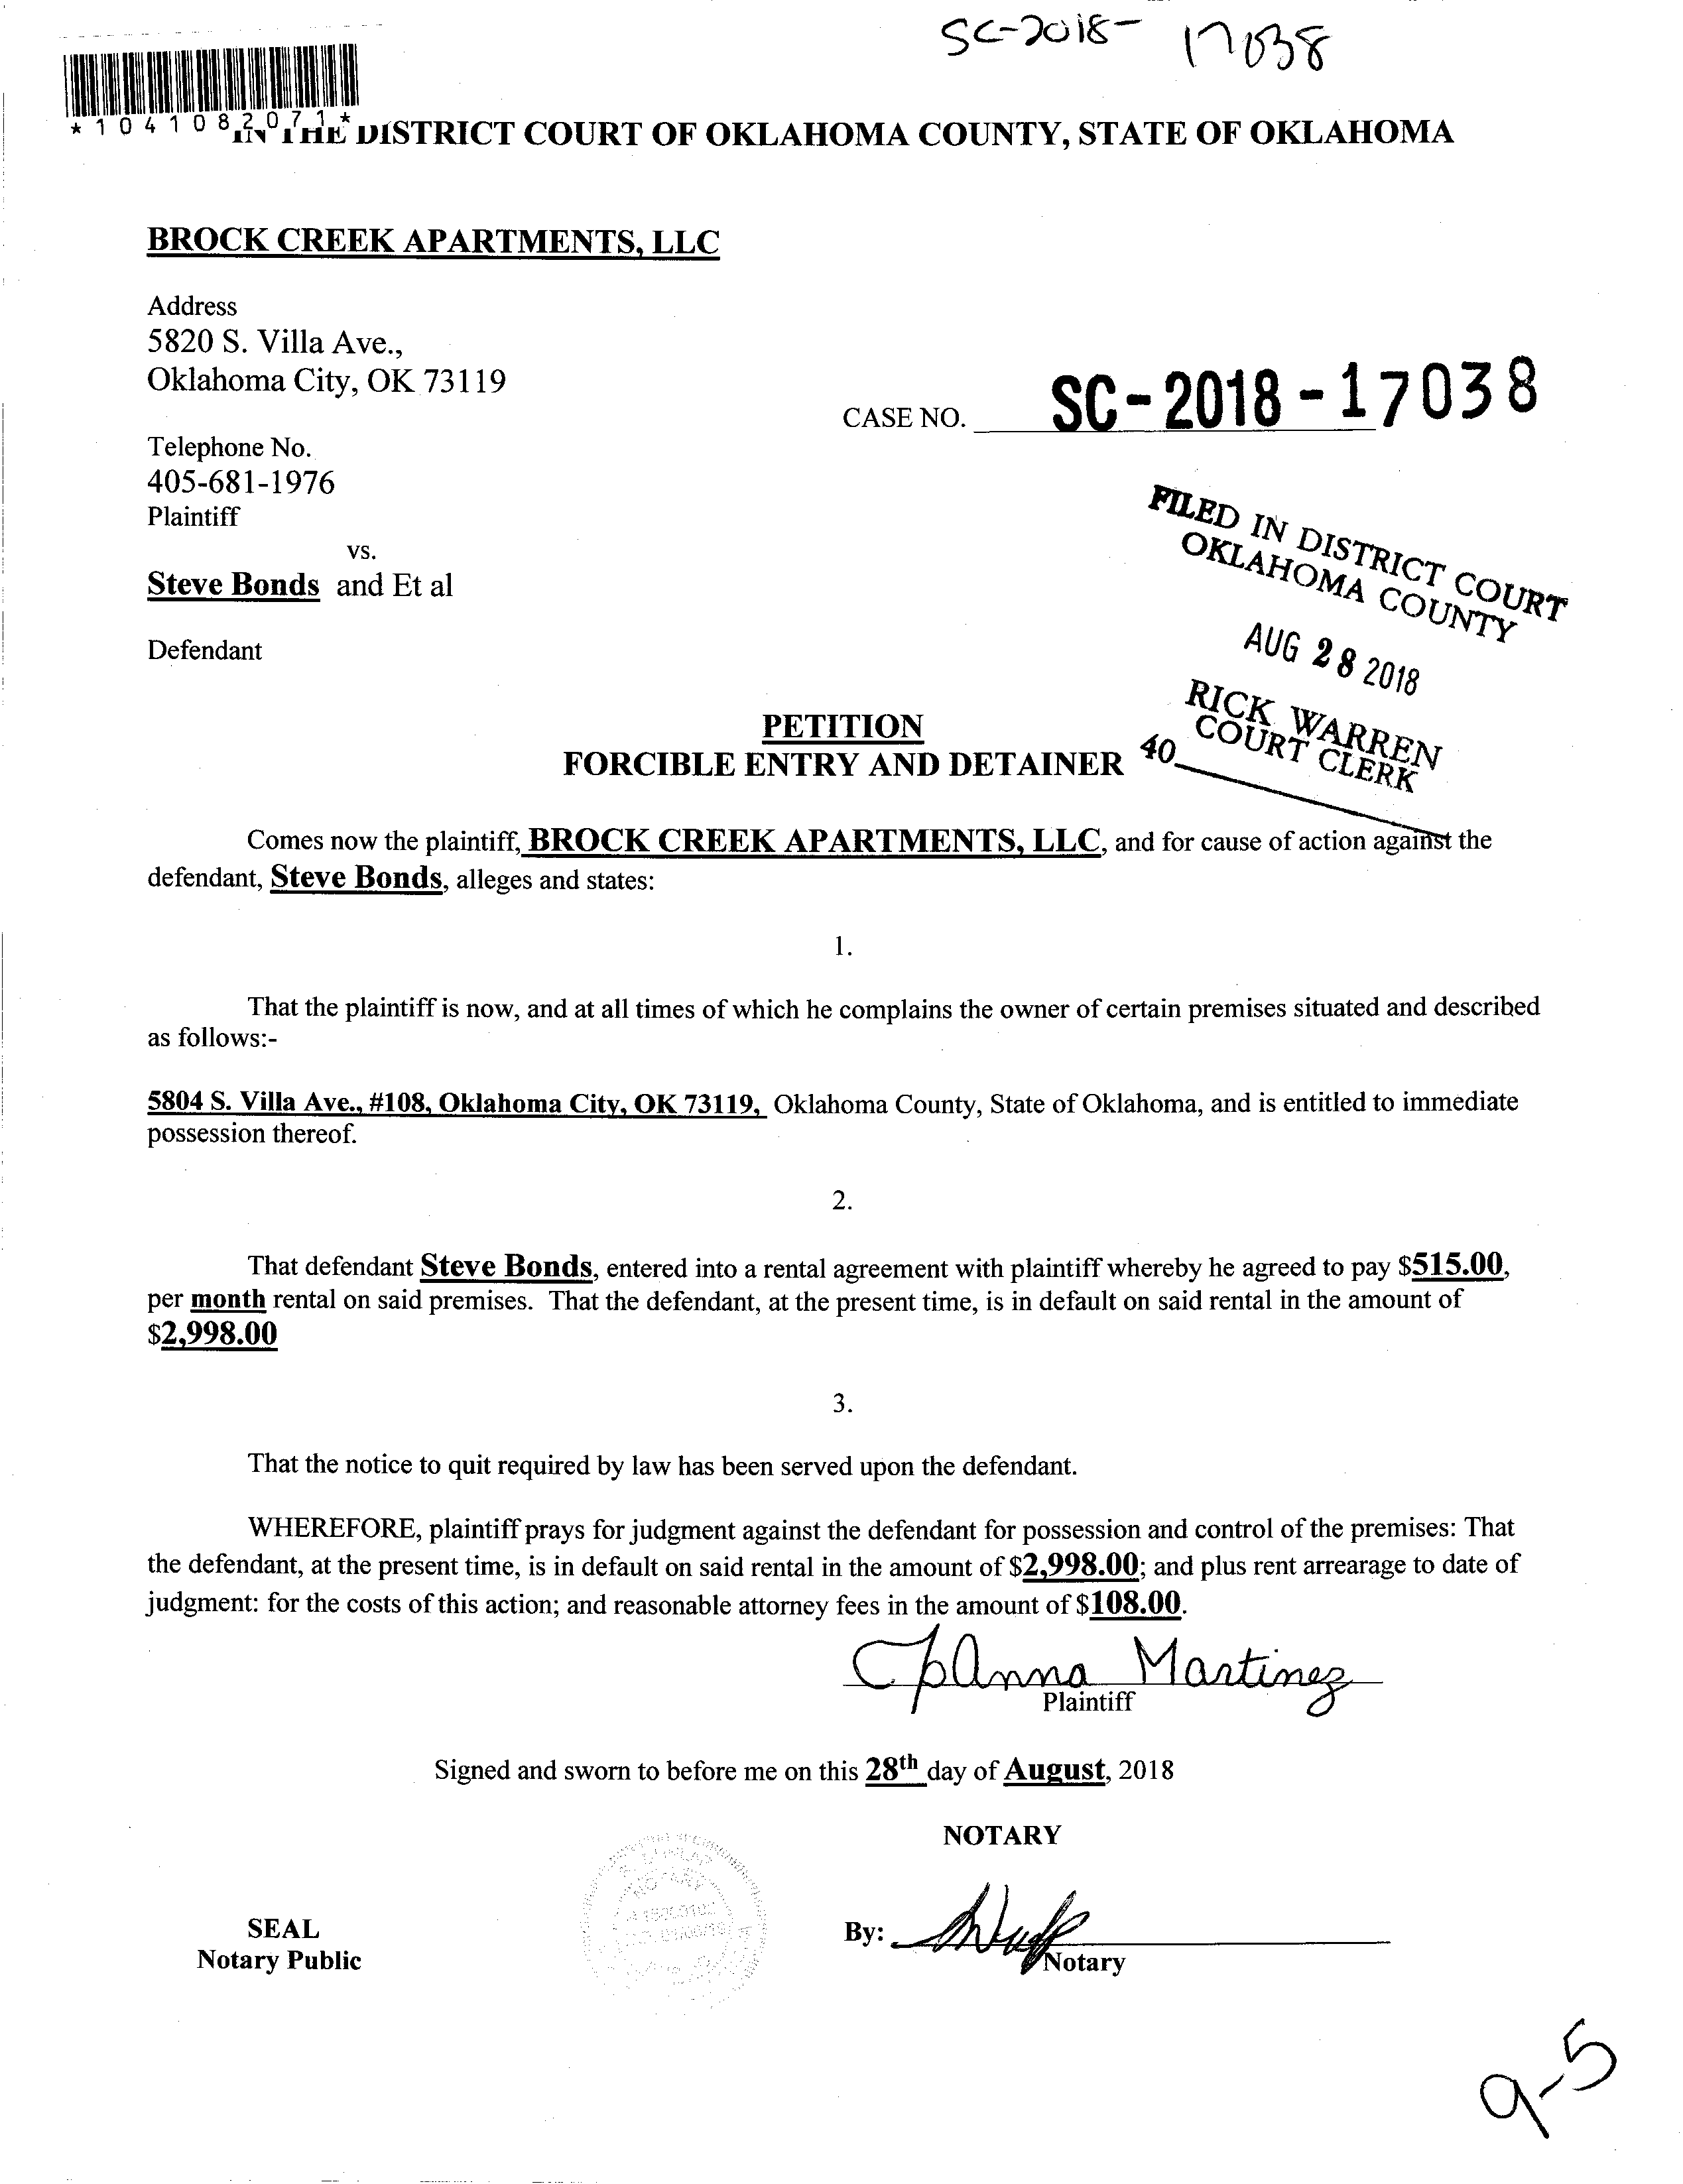 SC-2018- 17038
*1041082071*
IN THE DISTRICT COURT OF OKLAHOMA COUNTY, STATE OF OKLAHOMA
BROCK CREEK APARTMENTS, LLC
Address
5820 S. Villa Ave.,
Oklahoma City, OK 73119
CASE NO. SC-2018-17038
Telephone No.
405-681-1976
Plaintiff
vs.
Steve Bonds and Et al
Defendant
FILED IN DISTRICT COURT
OKLAHOMA COUNTY
AUG 28 2018
RICK WARREN
COURT CLERK
40
PETITION
FORCIBLE ENTRY AND DETAINER
Comes now the plaintiff, BROCK CREEK APARTMENTS, LLC, and for cause of action against the
defendant, Steve Bonds, alleges and states:
1.
That the plaintiff is now, and at all times of which he complains the owner of certain premises situated and described
as follows:-
5804 S. Villa Ave., #108, Oklahoma City, OK 73119, Oklahoma County, State of Oklahoma, and is entitled to immediate
possession thereof.
2.
That defendant Steve Bonds, entered into a rental agreement with plaintiff whereby he agreed to pay $515.00,
per month rental on said premises. That the defendant, at the present time, is in default on said rental in the amount of
$2,998.00
3.
That the notice to quit required by law has been served upon the defendant.
WHEREFORE, plaintiff prays for judgment against the defendant for possession and control of the premises: That
the defendant, at the present time, is in default on said rental in the amount of $2,998.00; and plus rent arrearage to date of
judgment: for the costs of this action; and reasonable attorney fees in the amount of $108.00.
Anna Martinez
Plaintiff
Signed and sworn to before me on this 28th day of August, 2018
NOTARY
SEAL
Notary Public
NOTARY
By:
Notary
9-5